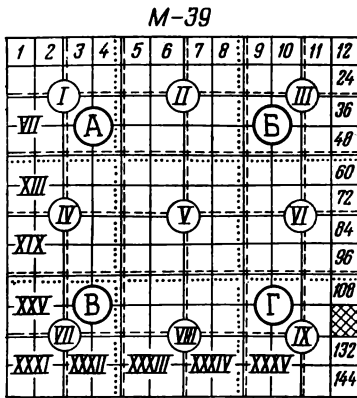 М-39
1 2 3 4 5 6 7 8 9 10 11 12
24
I II III 36
VII А Б 48
60
XIII 72
IV V VI 84
XIX 96
108
XXV В Г
VII VIII IX 132
XXXI XXXII XXXIII XXXIV XXXV 144